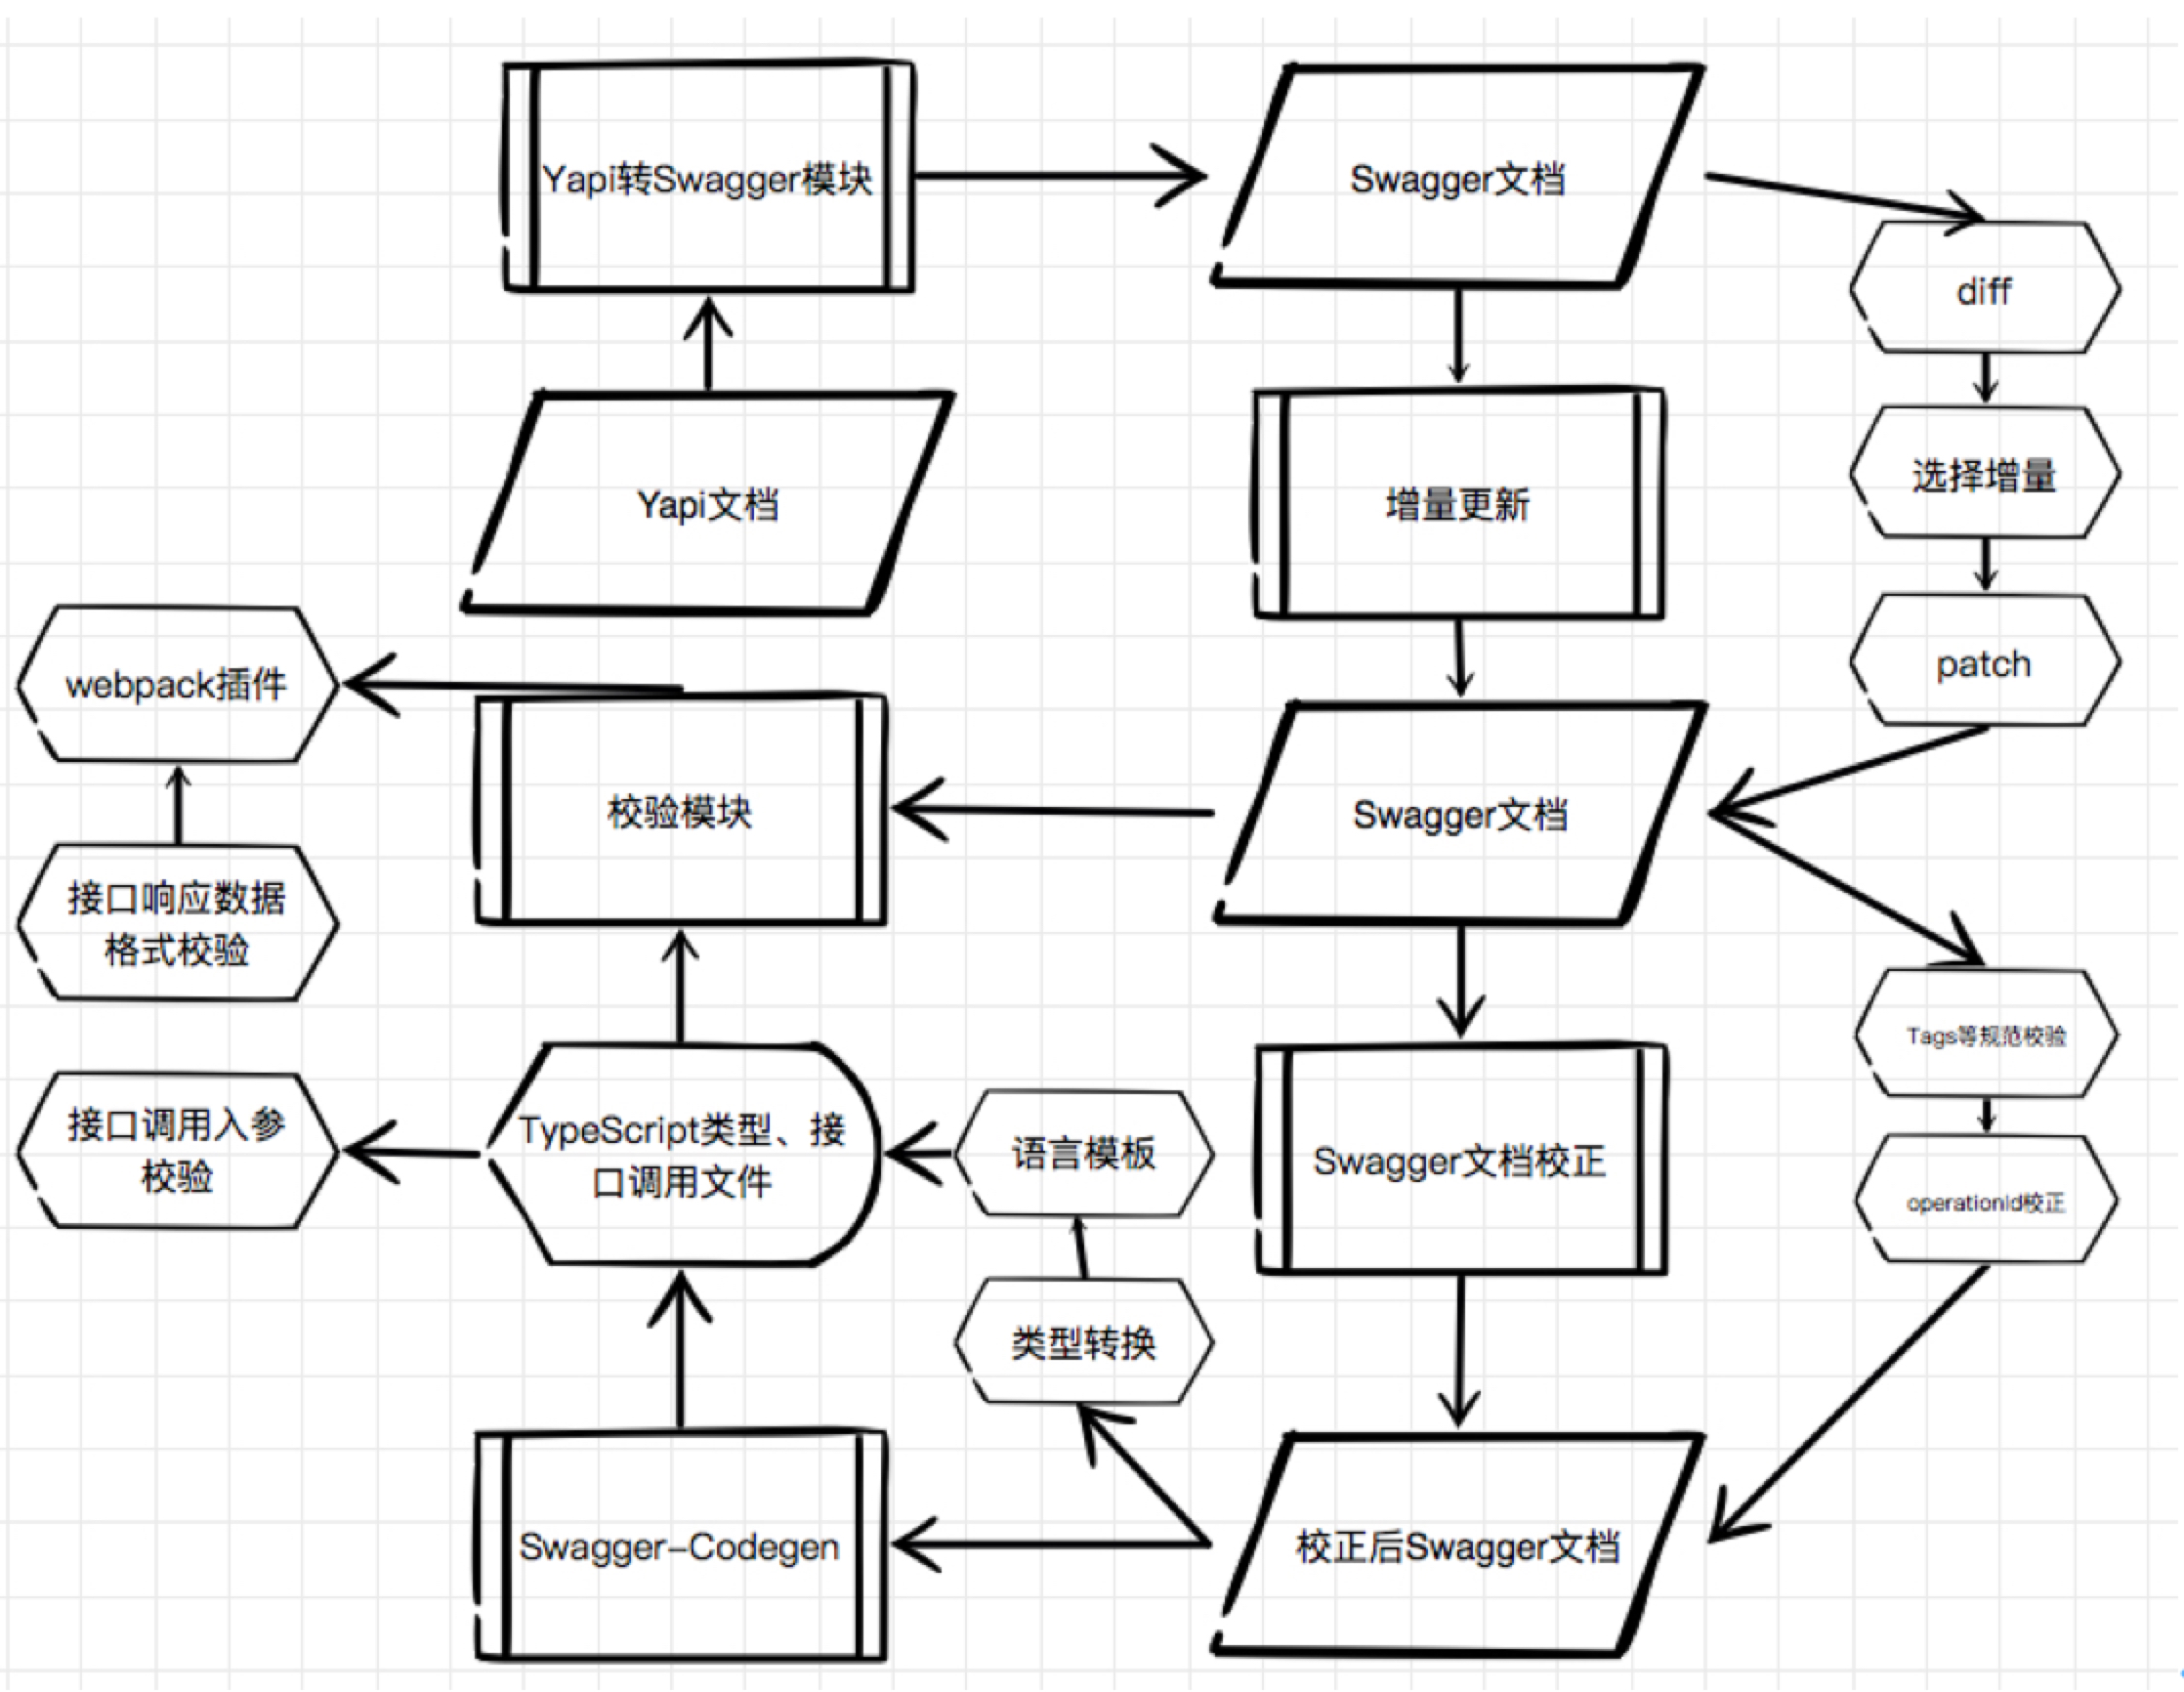 Yapi转Swagger模块
Swagger文档
diff
选择增量
Yapi文档
增量更新
patch
webpack插件
校验模块
Swagger文档
接口响应数据
格式校验
Tags等规范校验
接口调用入参
校验
TypeScript类型、接
口调用文件
语言模板
Swagger文档校正
operationId校正
类型转换
Swagger-Codegen
校正后Swagger文档